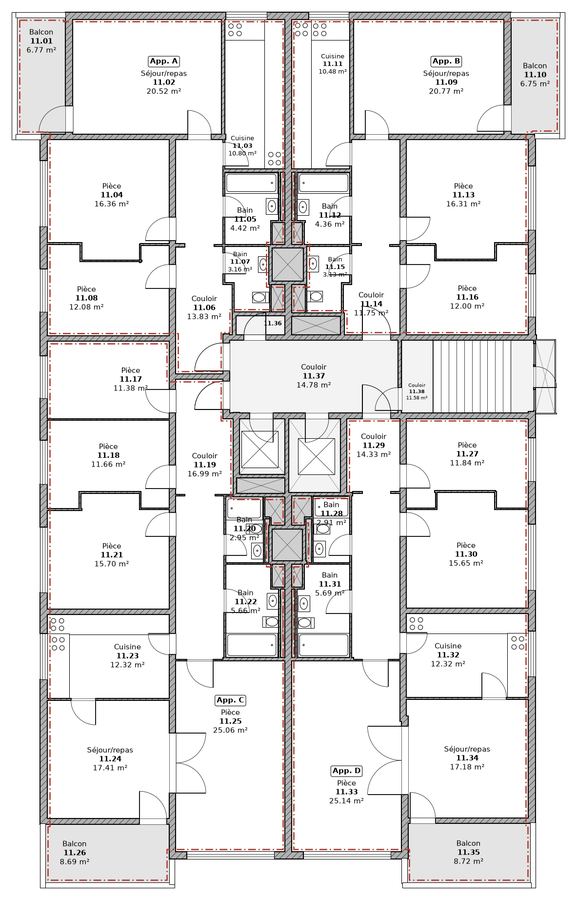 Balcon
11.01
6.77 m²
App. A
Séjour/repas
11.02
20.52 m²
Cuisine
11.11
10.48 m²
App. B
Séjour/repas
11.09
20.77 m²
Balcon
11.10
6.75 m²
Cuisine
11.03
10.80 m²
Pièce
11.04
16.36 m²
Bain
11.05
4.42 m²
Bain
11.12
4.36 m²
Pièce
11.13
16.31 m²
Bain
11.07
3.16 m²
Bain
11.15
3.13 m²
Pièce
11.08
12.08 m²
Couloir
11.06
13.83 m²
Couloir
11.14
11.75 m²
Pièce
11.16
12.00 m²
11.36
Couloir
11.37
14.78 m²
Couloir
11.38
11.58 m²
Pièce
11.17
11.38 m²
Pièce
11.18
11.66 m²
Couloir
11.19
16.99 m²
Couloir
11.29
14.33 m²
Pièce
11.27
11.84 m²
Bain
11.20
2.95 m²
Bain
11.28
2.91 m²
Pièce
11.21
15.70 m²
Pièce
11.30
15.65 m²
Bain
11.22
5.66 m²
Bain
11.31
5.69 m²
Cuisine
11.23
12.32 m²
Cuisine
11.32
12.32 m²
App. C
Pièce
11.25
25.06 m²
Séjour/repas
11.24
17.41 m²
App. D
Pièce
11.33
25.14 m²
Séjour/repas
11.34
17.18 m²
Balcon
11.26
8.69 m²
Balcon
11.35
8.72 m²